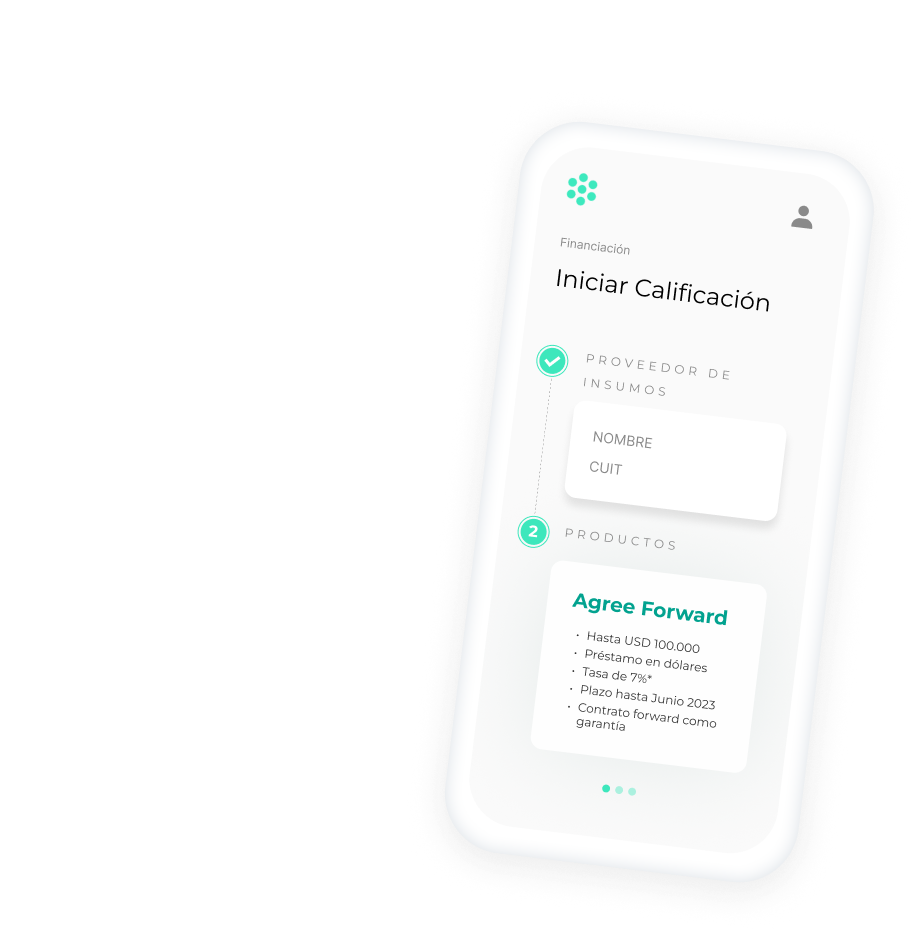 Financiación
Iniciar Calificación
PROVEEDOR DE
INSUMOS
NOMBRE
CUIT
2
PRODUCTOS
Agree Forward
• Hasta USD 100.000
• Préstamo en dólares
• Tasa de 7%*
• Plazo hasta Junio 2023
• Contrato forward como
garantía